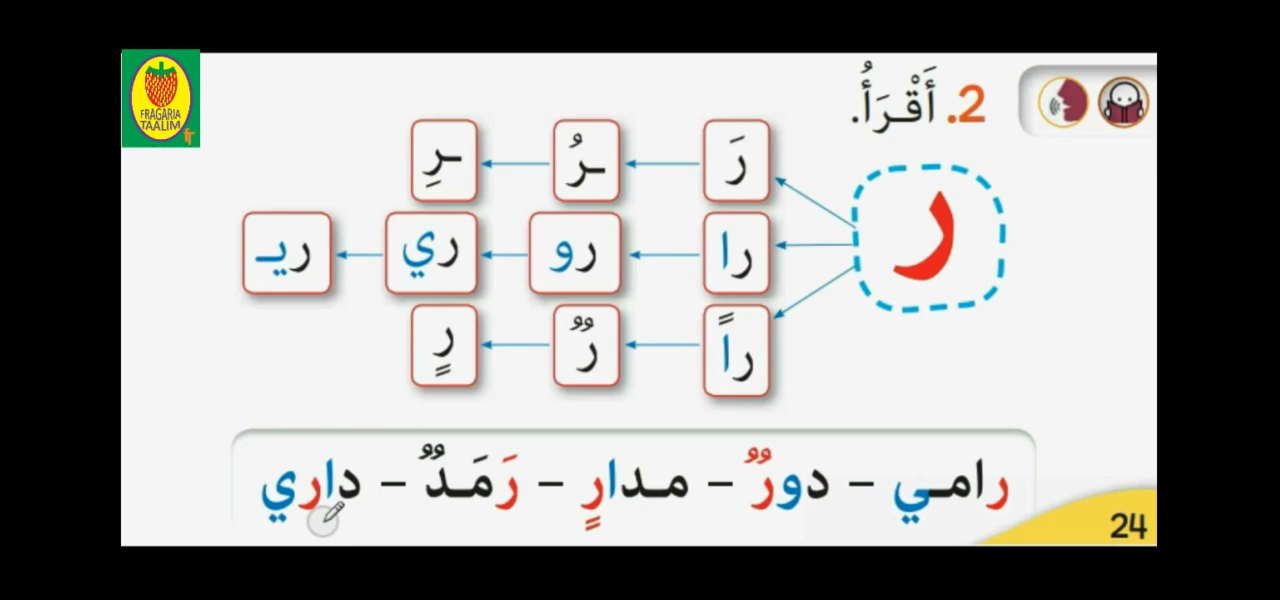 FRAGARIA
TAALIM
fr
2. أَقْـرَأُ.
رَ ـرُ ـرِ
ر
را رو ري ريـ
راً رٌ رٍ
رامـي – دورٌ – مـدارٍ – رَمَـدٌ – داري
24